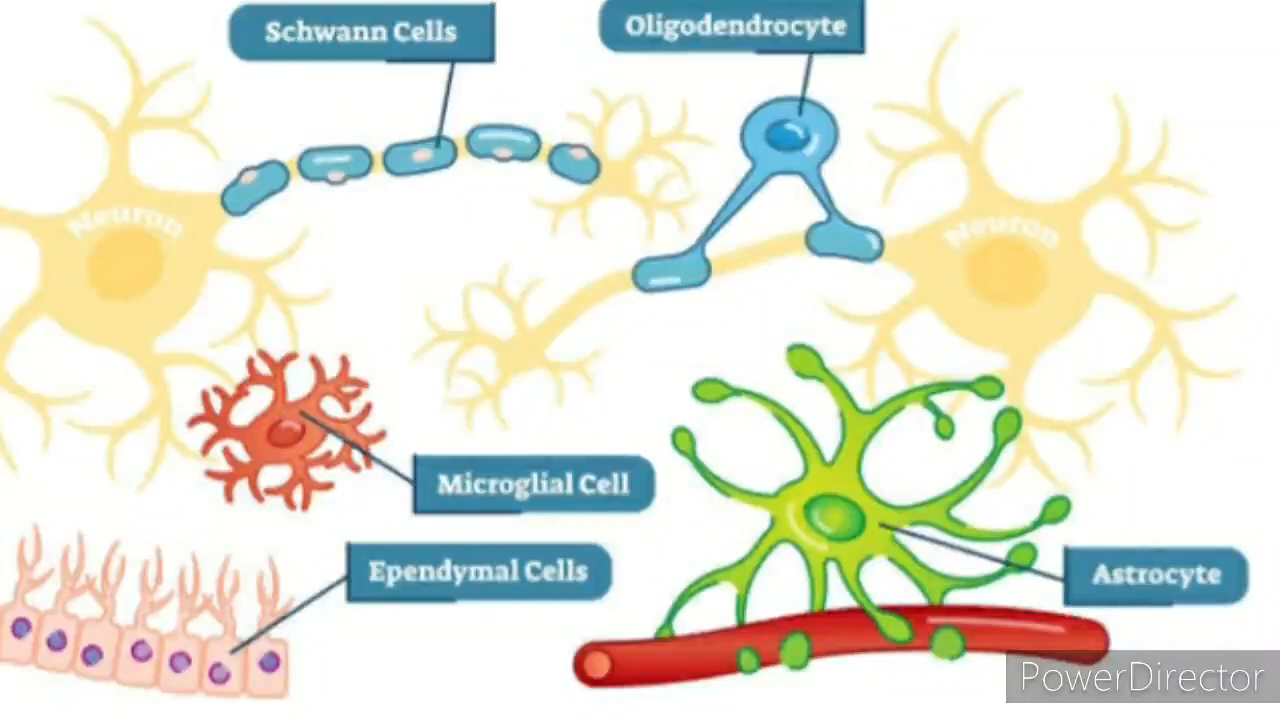 Schwann Cells
Oligodendrocyte
Neuron
Neuron
Microglial Cell
Ependymal Cells
Astrocyte
PowerDirector